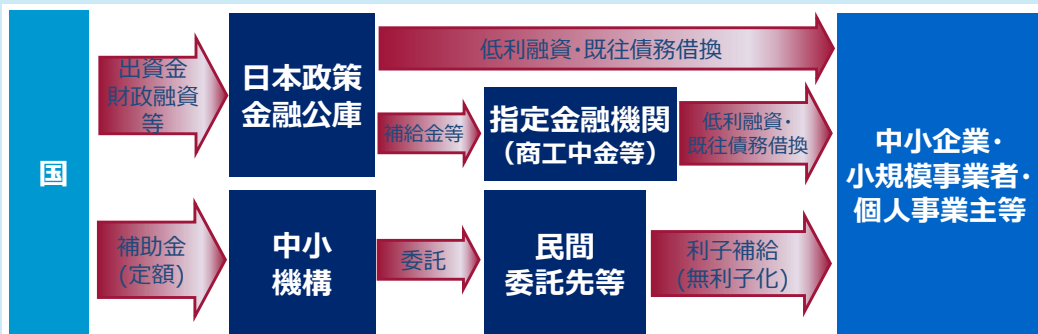 国
出資金
財政融資
等
日本政策
金融公庫
低利融資・既往債務借換
補給金等
指定金融機関
（商工中金等）
低利融資・
既往債務借換
中小企業・
小規模事業者・
個人事業主等
補助金
(定額)
中小
機構
委託
民間
委託先等
利子補給
(無利子化)